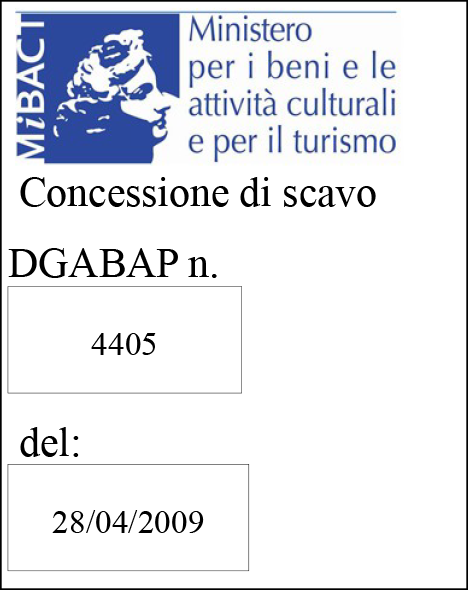 MiBACT
Ministero
per i beni e le
attività culturali
e per il turismo
Concessione di scavo
DGABAP n.
4405
del:
28/04/2009